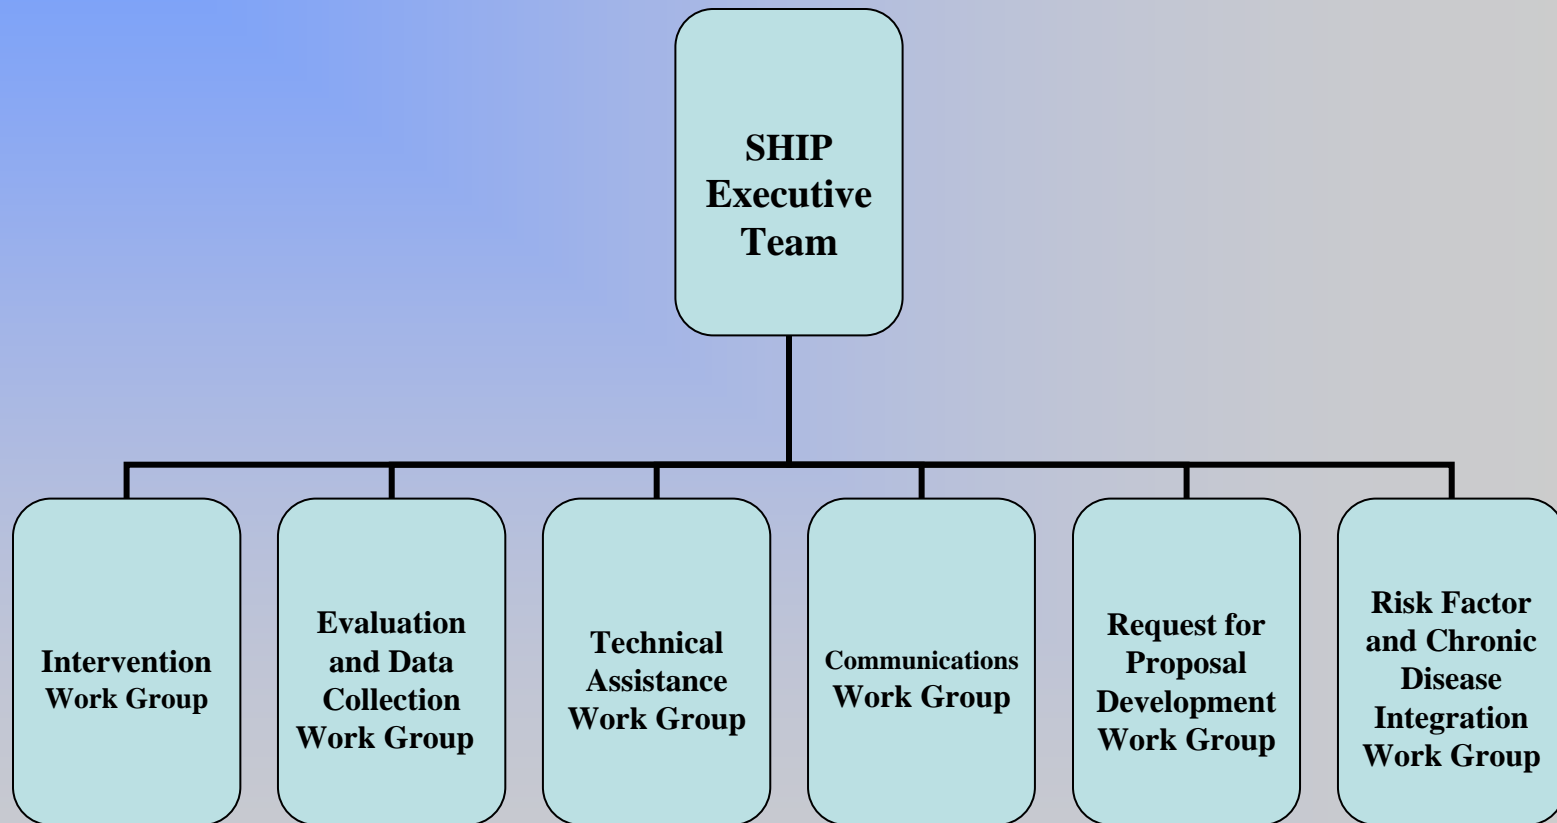 SHIP
Executive
Team
Intervention
Work Group
Evaluation
and Data
Collection
Work Group
Technical
Assistance
Work Group
Communications
Work Group
Request for
Proposal
Development
Work Group
Risk Factor
and Chronic
Disease
Integration
Work Group